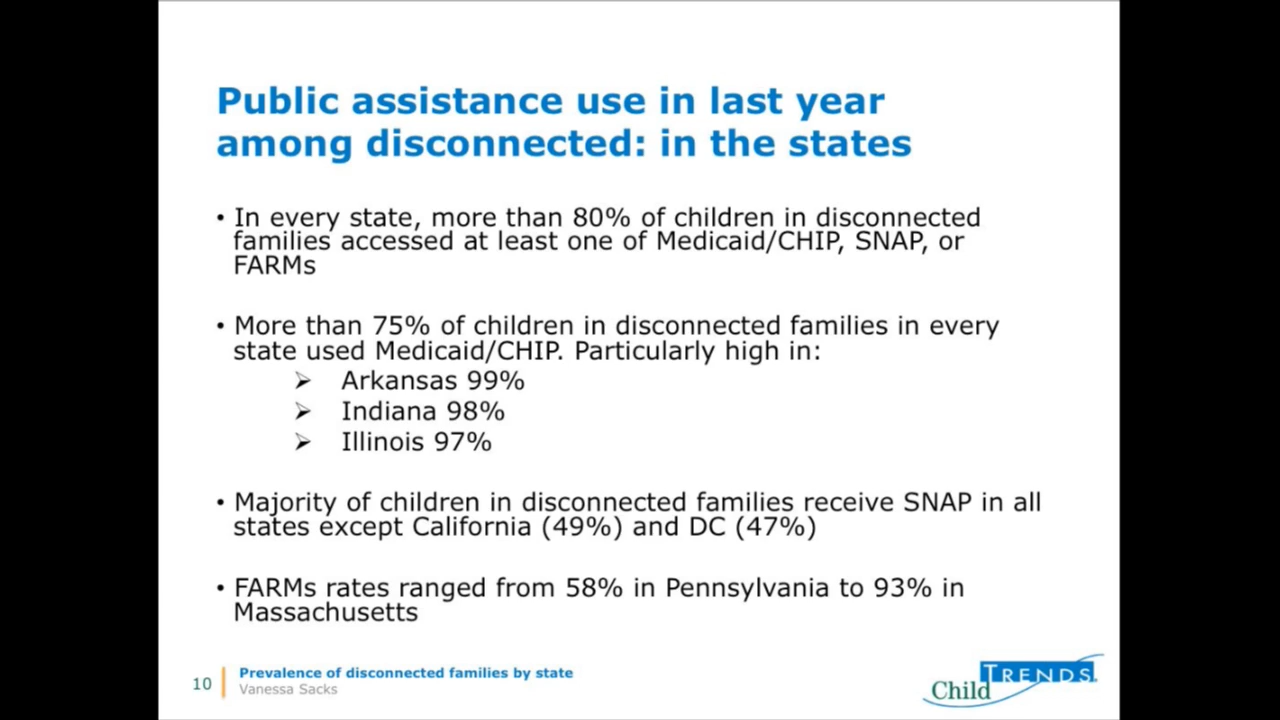 Public assistance use in last year
among disconnected: in the states
• In every state, more than 80% of children in disconnected
families accessed at least one of Medicaid/CHIP, SNAP, or
FARMs
• More than 75% of children in disconnected families in every
state used Medicaid/CHIP. Particularly high in:
➢ Arkansas 99%
➢ Indiana 98%
➢ Illinois 97%
• Majority of children in disconnected families receive SNAP in all
states except California (49%) and DC (47%)
• FARMs rates ranged from 58% in Pennsylvania to 93% in
Massachusetts
10
Prevalence of disconnected families by state
Vanessa Sacks
Child TRENDS®